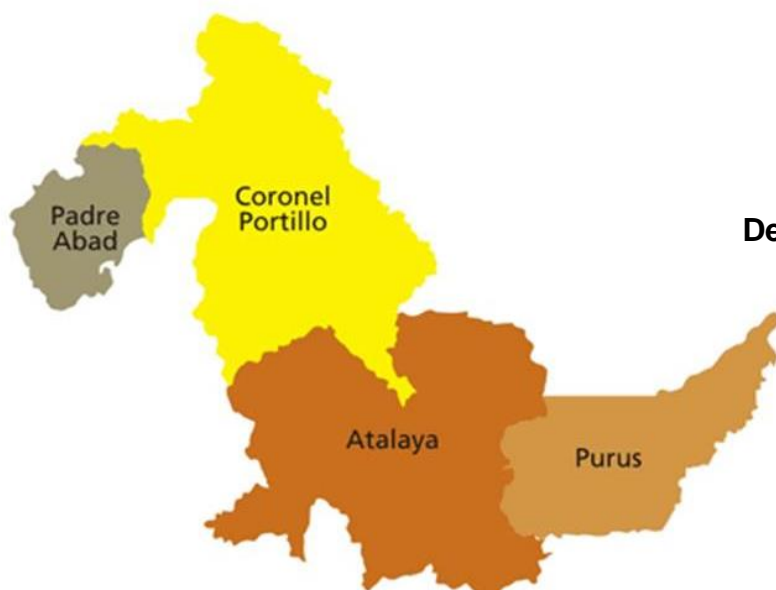 Padre
Abad
Coronel
Portillo
De
Atalaya
Purus